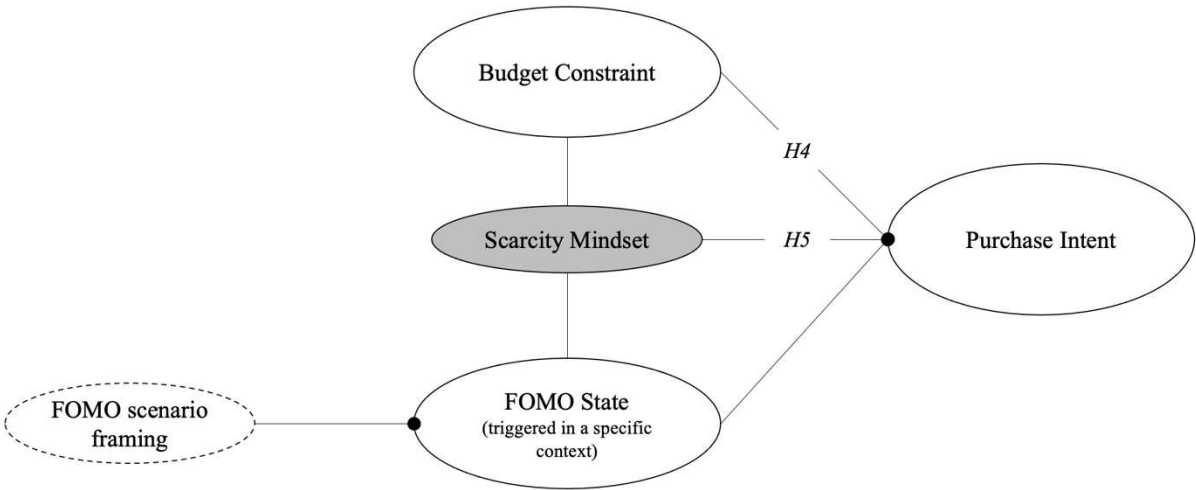 Budget Constraint
H4
Scarcity Mindset
H5
Purchase Intent
FOMO scenario
framing
FOMO State
(triggered in a specific
context)